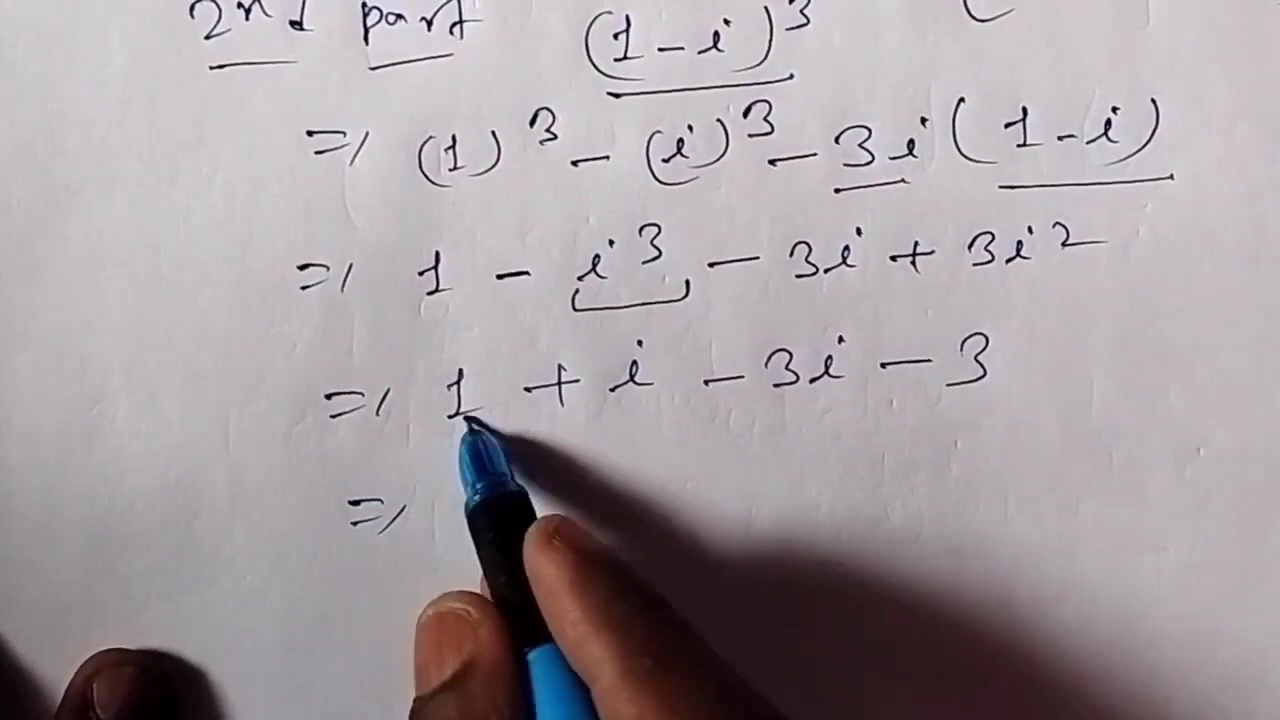 2nd part (1-i)³
=> (1)³ - (i)³ - 3i(1-i)
=> 1 - i³ - 3i + 3i²
=> 1 + i - 3i - 3
=>